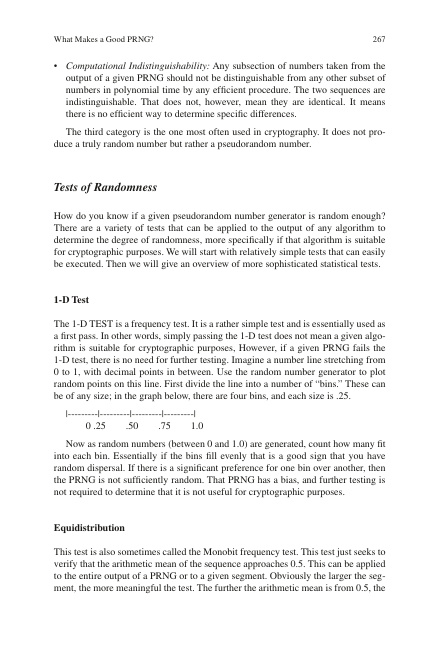 What Makes a Good PRNG? 267
• Computational Indistinguishability: Any subsection of numbers taken from the
output of a given PRNG should not be distinguishable from any other subset of
numbers in polynomial time by any efficient procedure. The two sequences are
indistinguishable. That does not, however, mean they are identical. It means
there is no efficient way to determine specific differences.
The third category is the one most often used in cryptography. It does not pro-
duce a truly random number but rather a pseudorandom number.
Tests of Randomness
How do you know if a given pseudorandom number generator is random enough?
There are a variety of tests that can be applied to the output of any algorithm to
determine the degree of randomness, more specifically if that algorithm is suitable
for cryptographic purposes. We will start with relatively simple tests that can easily
be executed. Then we will give an overview of more sophisticated statistical tests.
1-D Test
The 1-D TEST is a frequency test. It is a rather simple test and is essentially used as
a first pass. In other words, simply passing the 1-D test does not mean a given algo-
rithm is suitable for cryptographic purposes, However, if a given PRNG fails the
1-D test, there is no need for further testing. Imagine a number line stretching from
0 to 1, with decimal points in between. Use the random number generator to plot
random points on this line. First divide the line into a number of “bins.” These can
be of any size; in the graph below, there are four bins, and each size is .25.
|---------|---------|---------|---------|
0 .25 .50 .75 1.0
Now as random numbers (between 0 and 1.0) are generated, count how many fit
into each bin. Essentially if the bins fill evenly that is a good sign that you have
random dispersal. If there is a significant preference for one bin over another, then
the PRNG is not sufficiently random. That PRNG has a bias, and further testing is
not required to determine that it is not useful for cryptographic purposes.
Equidistribution
This test is also sometimes called the Monobit frequency test. This test just seeks to
verify that the arithmetic mean of the sequence approaches 0.5. This can be applied
to the entire output of a PRNG or to a given segment. Obviously the larger the seg-
ment, the more meaningful the test. The further the arithmetic mean is from 0.5, the